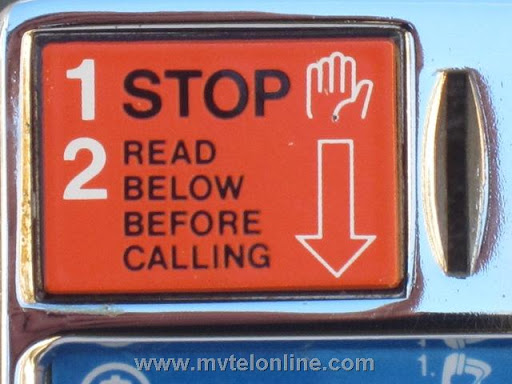 1 STOP
2 READ
BELOW
BEFORE
CALLING
1.
www.mvtelonline.com